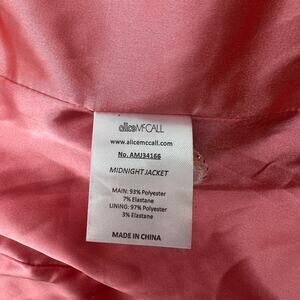 aliceMcCALL
www.alicemccall.com
No. AMJ34166
MIDNIGHT JACKET
MAIN: 93% Polyester
7% Elastane
LINING: 97% Polyester
3% Elastane
MADE IN CHINA